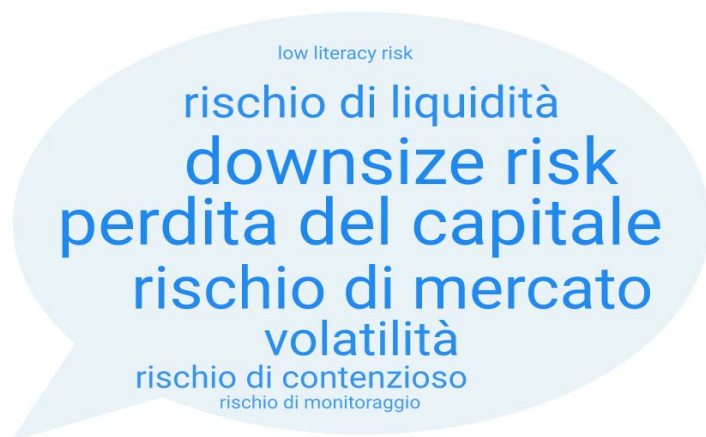 low literacy risk
rischio di liquidità
downsize risk
perdita del capitale
rischio di mercato
volatilità
rischio di contenzioso
rischio di monitoraggio